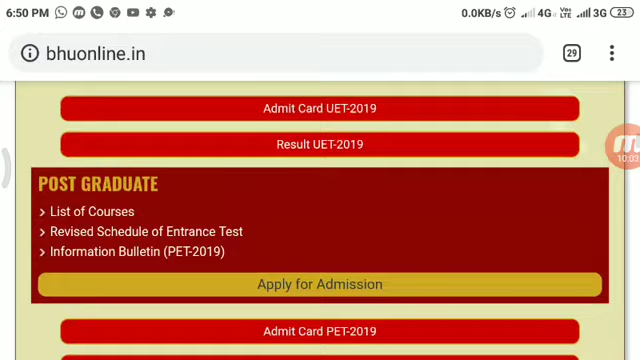 6:50 PM
0.0KB/s 4G VoLTE 3G 23
bhuonline.in
29
Admit Card UET-2019
Result UET-2019
10:03
POST GRADUATE
List of Courses
Revised Schedule of Entrance Test
Information Bulletin (PET-2019)
Apply for Admission
Admit Card PET-2019